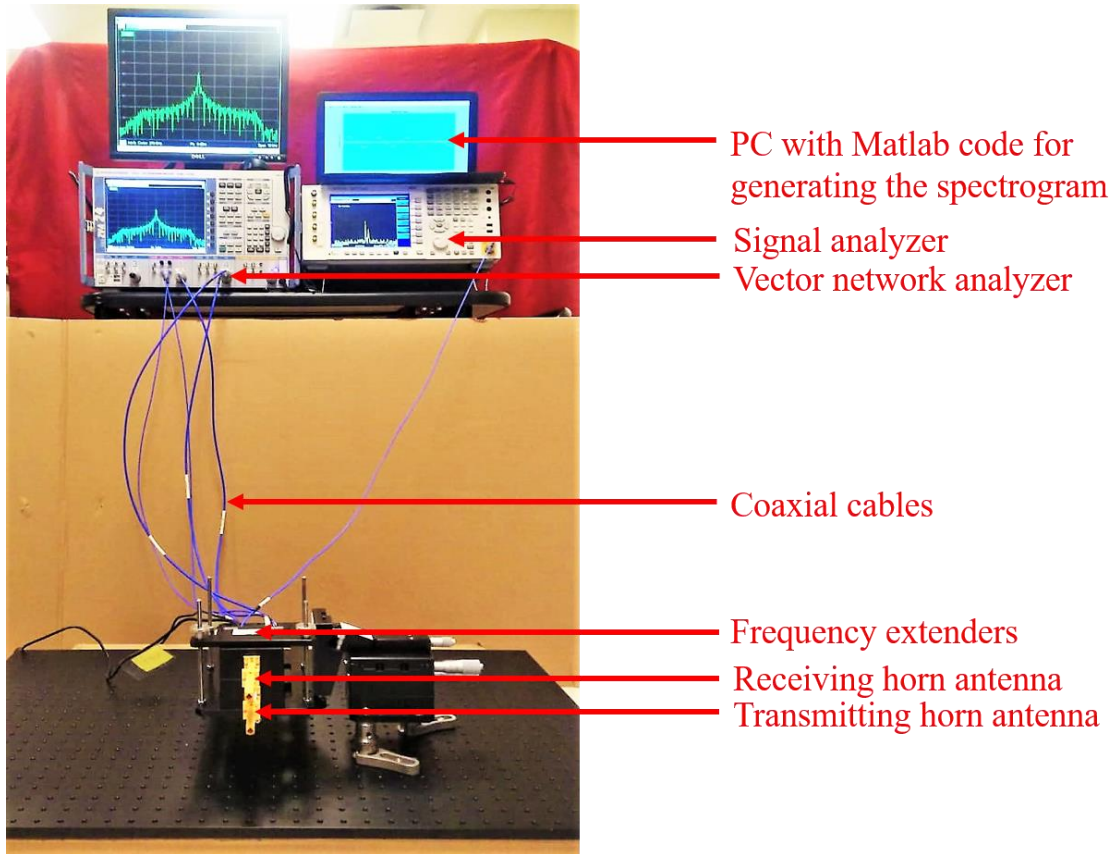 PC with Matlab code for
generating the spectrogram
Signal analyzer
Vector network analyzer
Coaxial cables
Frequency extenders
Receiving horn antenna
Transmitting horn antenna
DELL